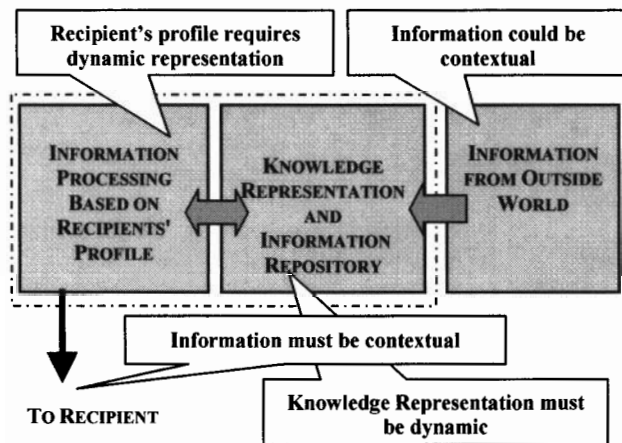 Recipient's profile requires
dynamic representation
Information could be
contextual
INFORMATION
PROCESSING
BASED ON
RECIPIENTS'
PROFILE
KNOWLEDGE
REPRESENTATION
AND
INFORMATION
REPOSITORY
INFORMATION
FROM OUTSIDE
WORLD
Information must be contextual
TO RECIPIENT
Knowledge Representation must
be dynamic